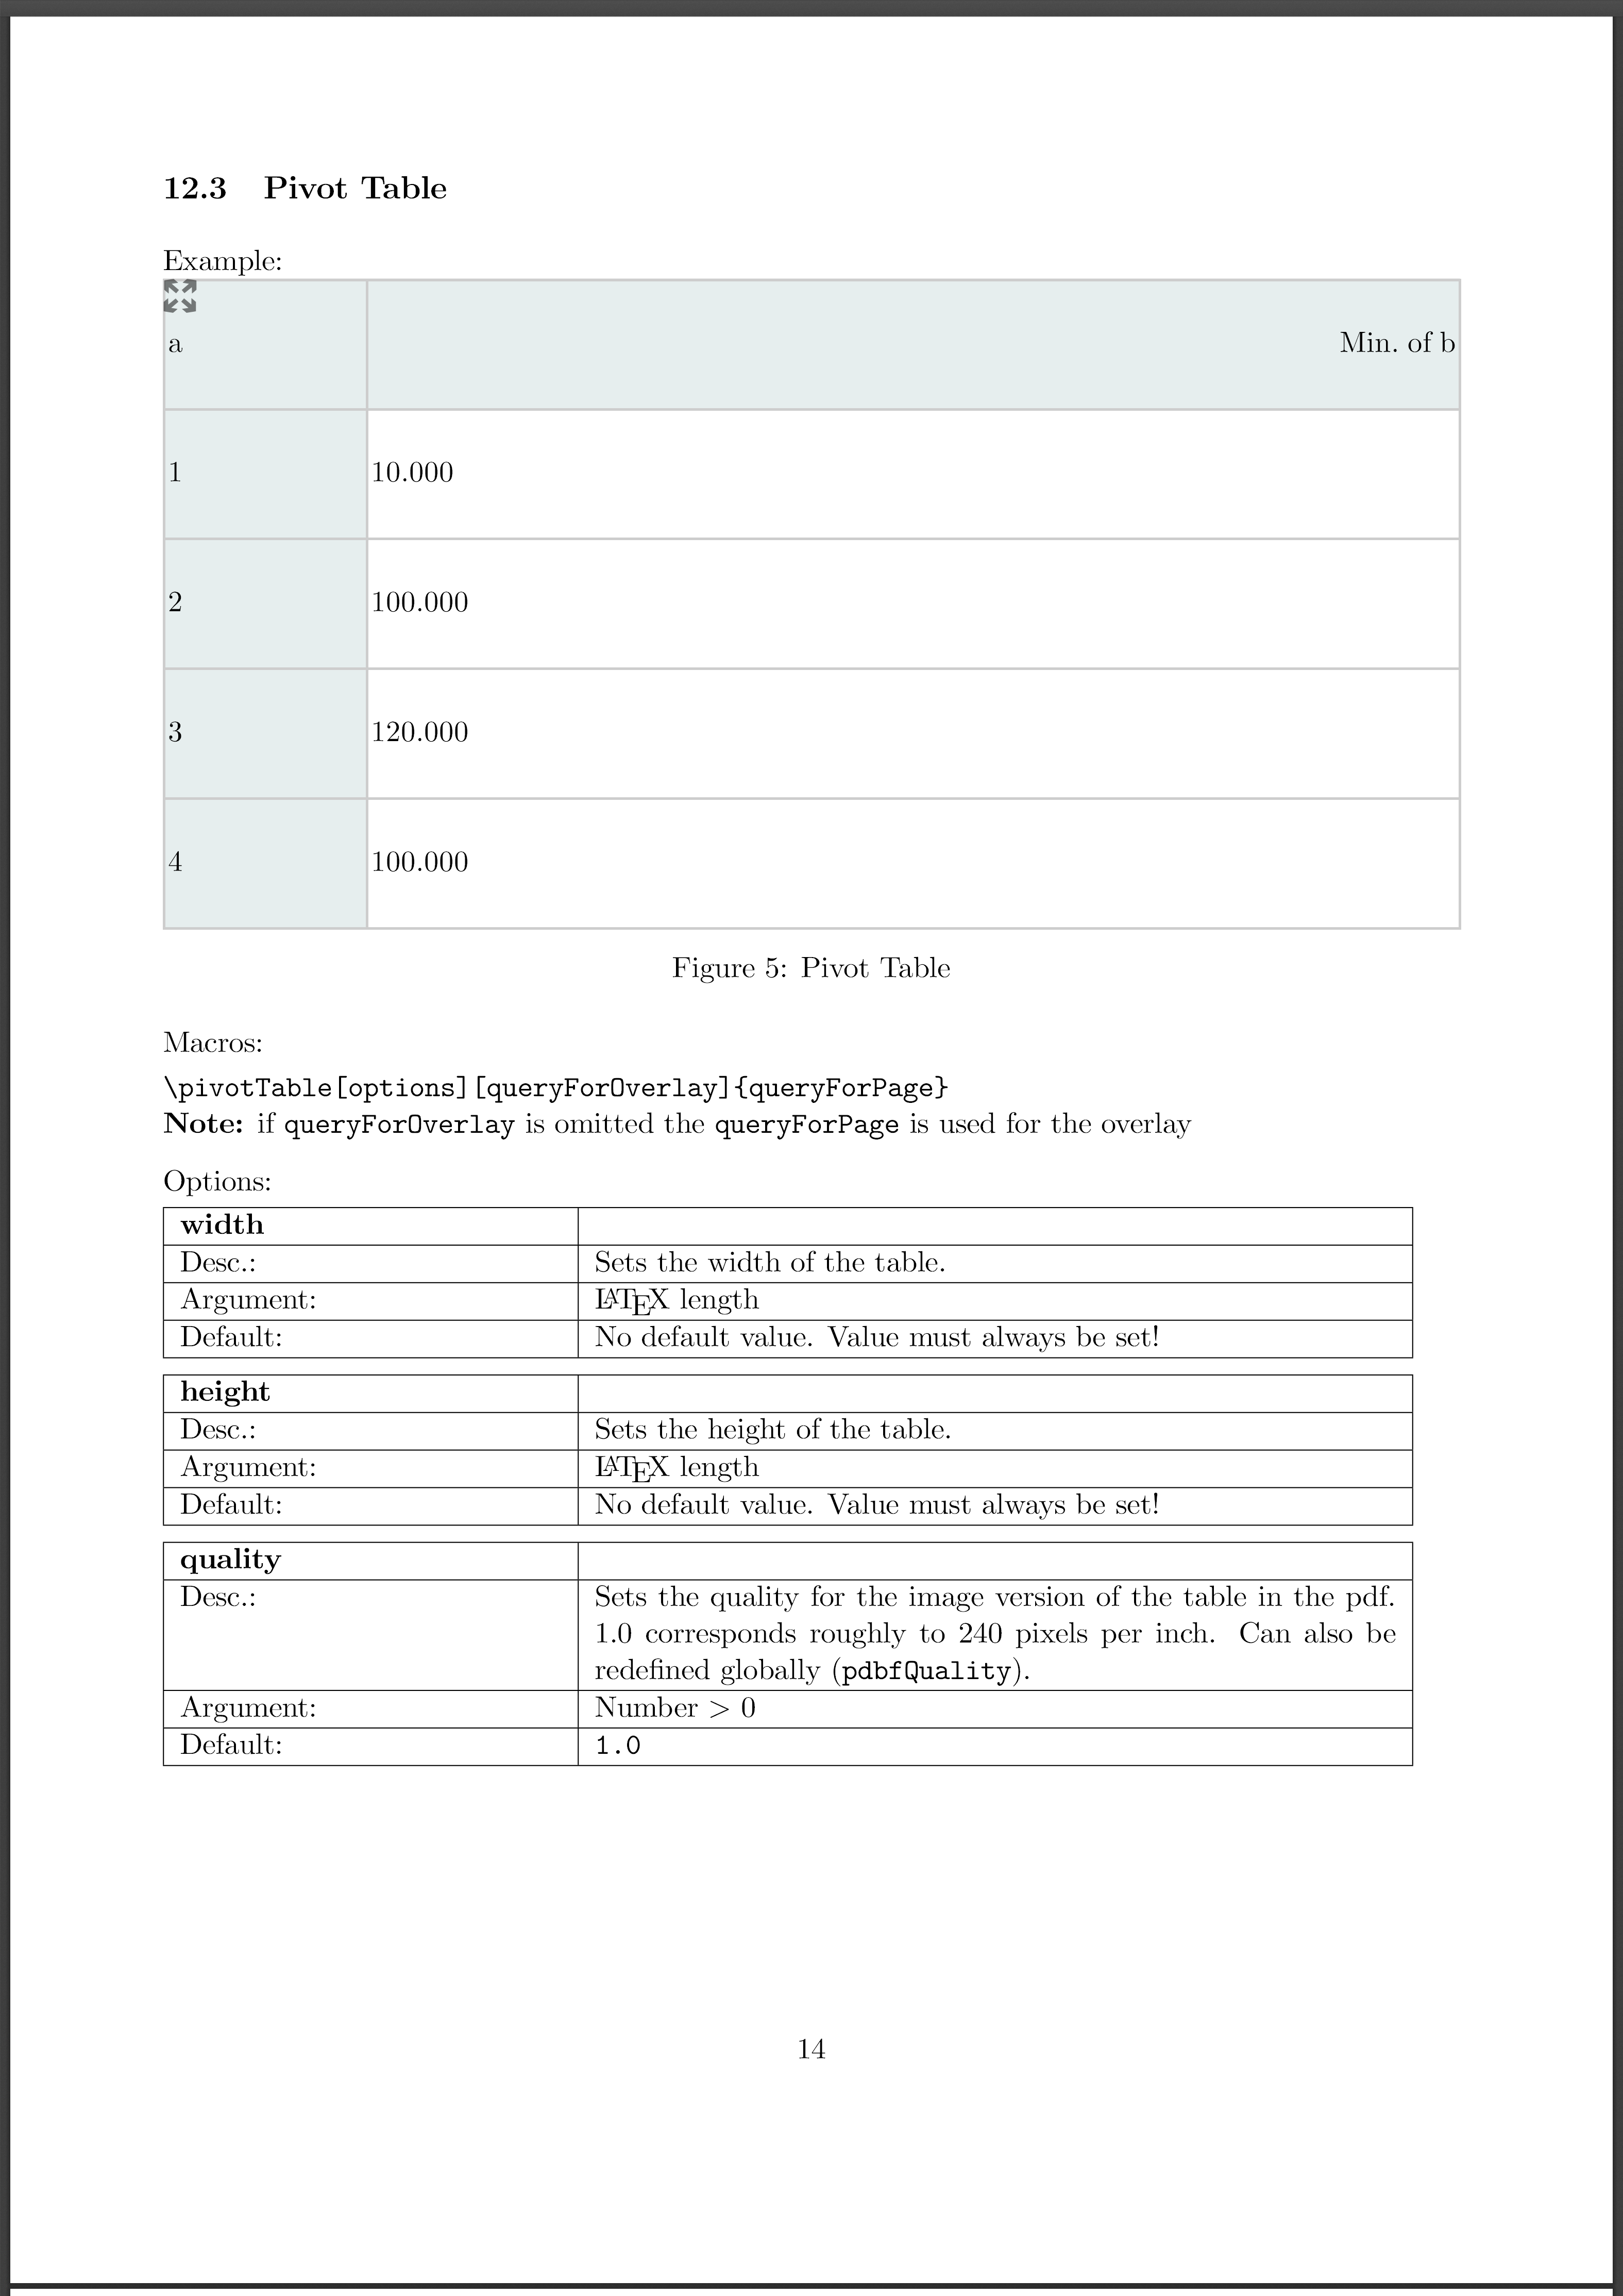 12.3 Pivot Table
Example:
a Min. of b
1 10.000
2 100.000
3 120.000
4 100.000
Figure 5: Pivot Table
Macros:
\pivotTable[options][queryForOverlay]{queryForPage}
Note: if queryForOverlay is omitted the queryForPage is used for the overlay
Options:
width
Desc.: Sets the width of the table.
Argument: LATEX length
Default: No default value. Value must always be set!
height
Desc.: Sets the height of the table.
Argument: LATEX length
Default: No default value. Value must always be set!
quality
Desc.: Sets the quality for the image version of the table in the pdf.
1.0 corresponds roughly to 240 pixels per inch. Can also be
redefined globally (pdbfQuality).
Argument: Number > 0
Default: 1.0
14